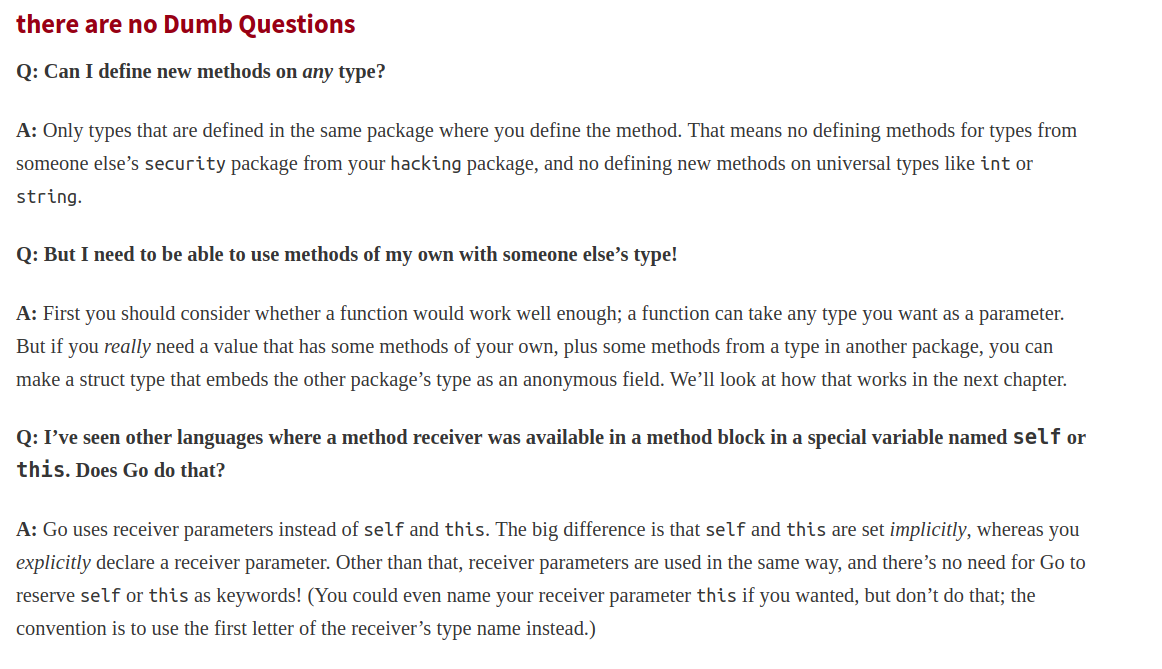 there are no Dumb Questions
Q: Can I define new methods on any type?
A: Only types that are defined in the same package where you define the method. That means no defining methods for types from
someone else’s security package from your hacking package, and no defining new methods on universal types like int or
string.
Q: But I need to be able to use methods of my own with someone else’s type!
A: First you should consider whether a function would work well enough; a function can take any type you want as a parameter.
But if you really need a value that has some methods of your own, plus some methods from a type in another package, you can
make a struct type that embeds the other package’s type as an anonymous field. We’ll look at how that works in the next chapter.
Q: I’ve seen other languages where a method receiver was available in a method block in a special variable named self or
this. Does Go do that?
A: Go uses receiver parameters instead of self and this. The big difference is that self and this are set implicitly, whereas you
explicitly declare a receiver parameter. Other than that, receiver parameters are used in the same way, and there’s no need for Go to
reserve self or this as keywords! (You could even name your receiver parameter this if you wanted, but don’t do that; the
convention is to use the first letter of the receiver’s type name instead.)